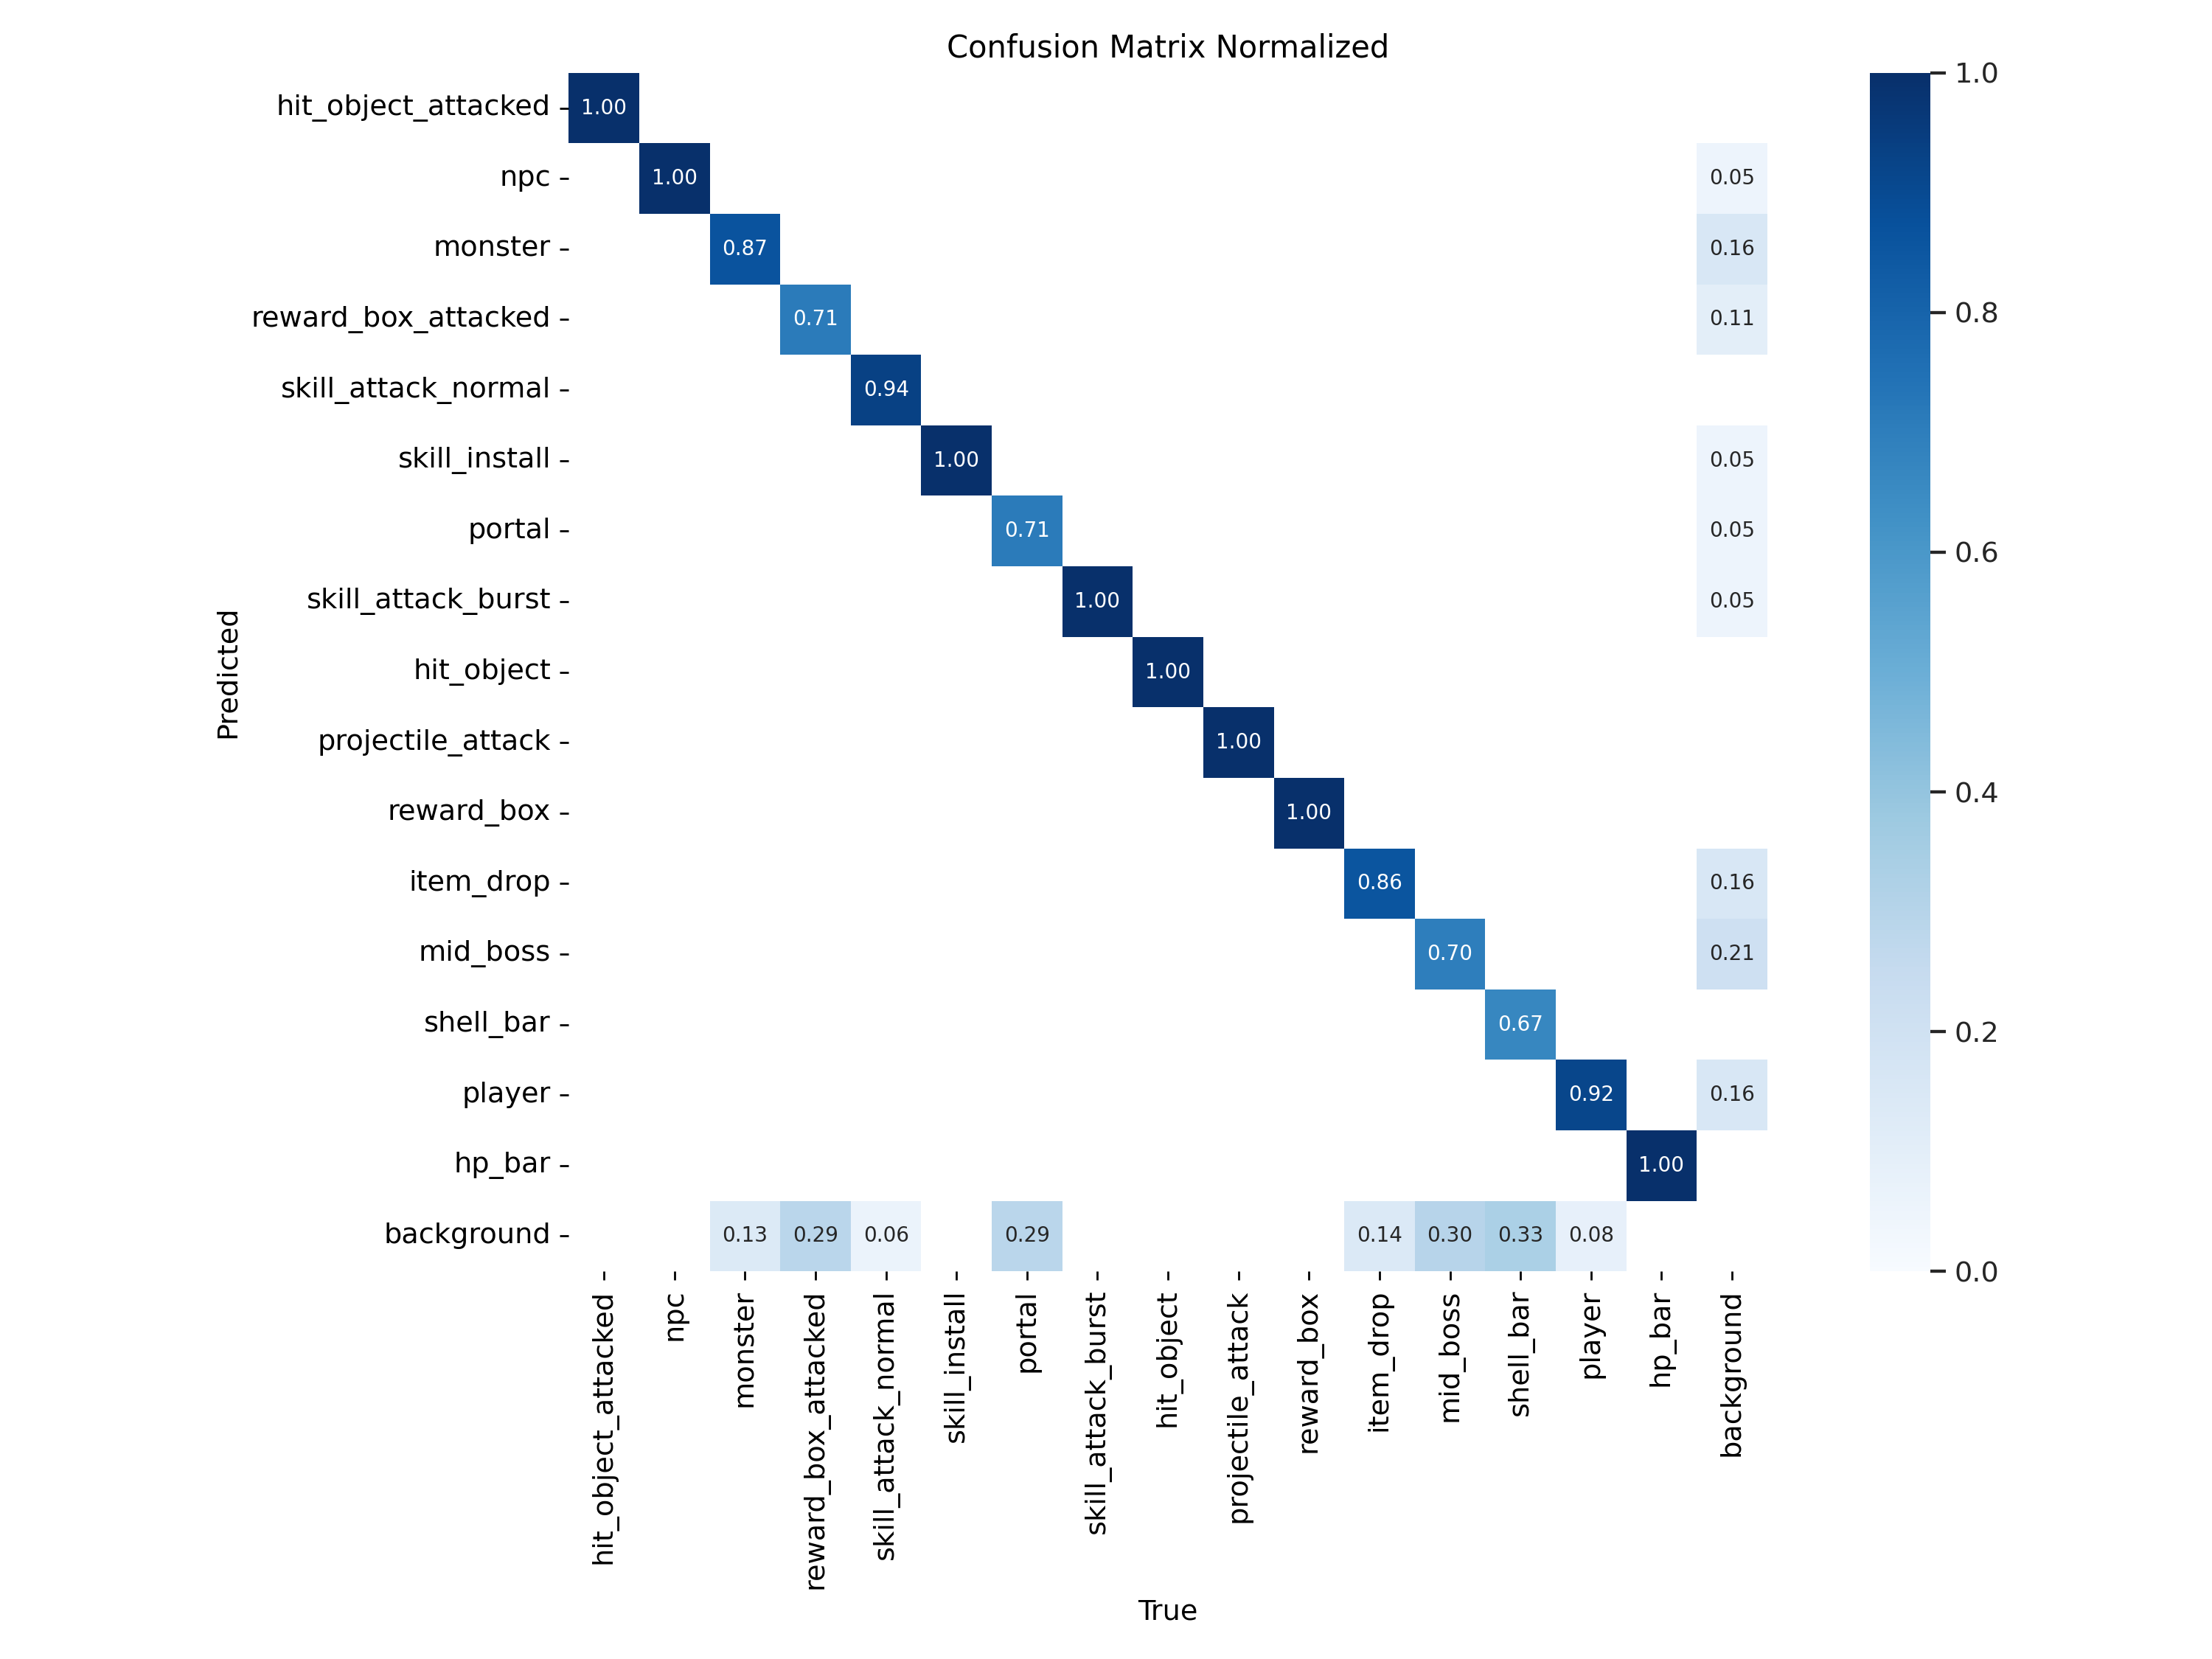 Confusion Matrix Normalized
hit_object_attacked
1.00
npc
1.00
0.05
monster
0.87
0.16
reward_box_attacked
0.71
0.11
skill_attack_normal
0.94
skill_install
1.00
0.05
portal
0.71
0.05
skill_attack_burst
1.00
0.05
hit_object
1.00
projectile_attack
1.00
reward_box
1.00
item_drop
0.86
0.16
mid_boss
0.70
0.21
shell_bar
0.67
player
0.92
0.16
hp_bar
1.00
background
0.13
0.29
0.06
0.29
0.14
0.30
0.33
0.08
Predicted
hit_object_attacked
npc
monster
reward_box_attacked
skill_attack_normal
skill_install
portal
skill_attack_burst
hit_object
projectile_attack
reward_box
item_drop
mid_boss
shell_bar
player
hp_bar
background
True
1.0
0.8
0.6
0.4
0.2
0.0